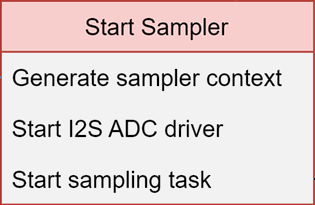 Start Sampler
Generate sampler context
Start I2S ADC driver
Start sampling task